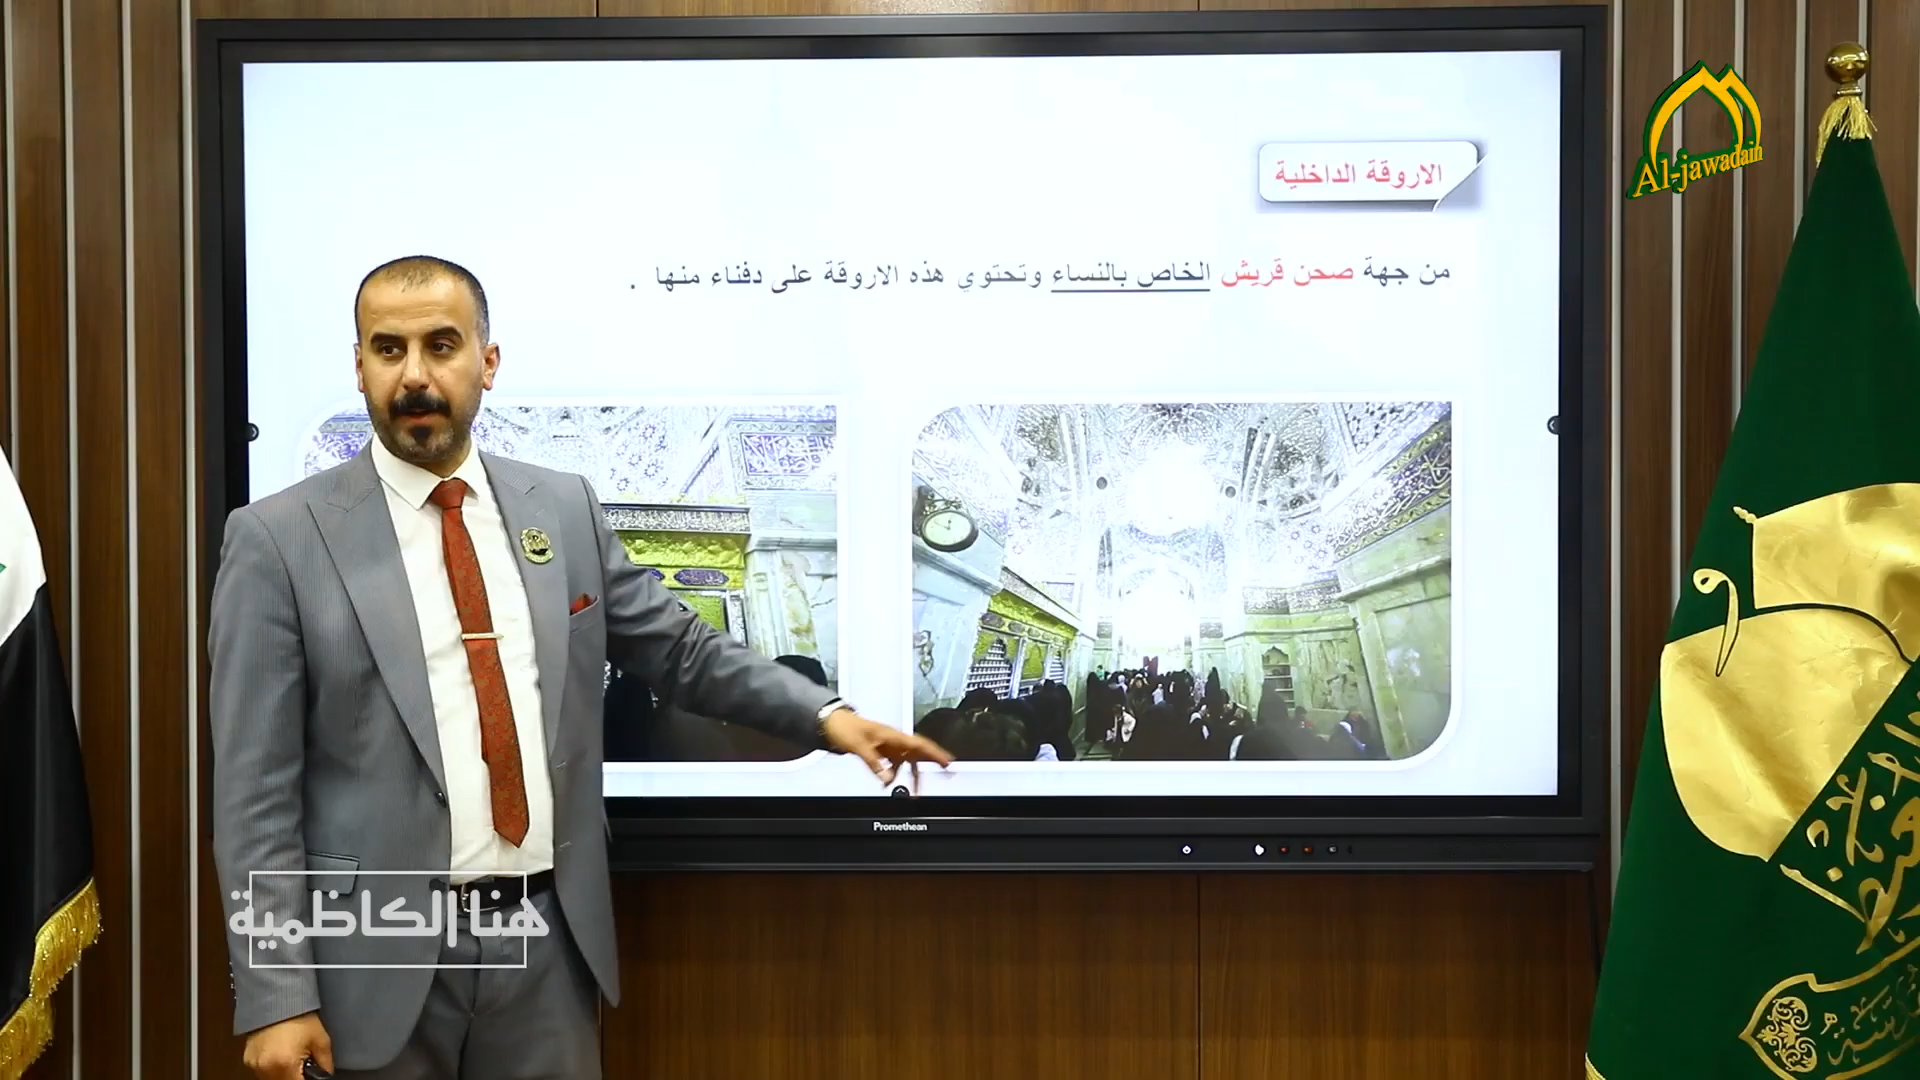 Al-jawadain
الاروقة الداخلية
من جهة صحن قريش الخاص بالنساء وتحتوي هذه الاروقة على دفناء منها .
Promethean
هنا الكاظمية